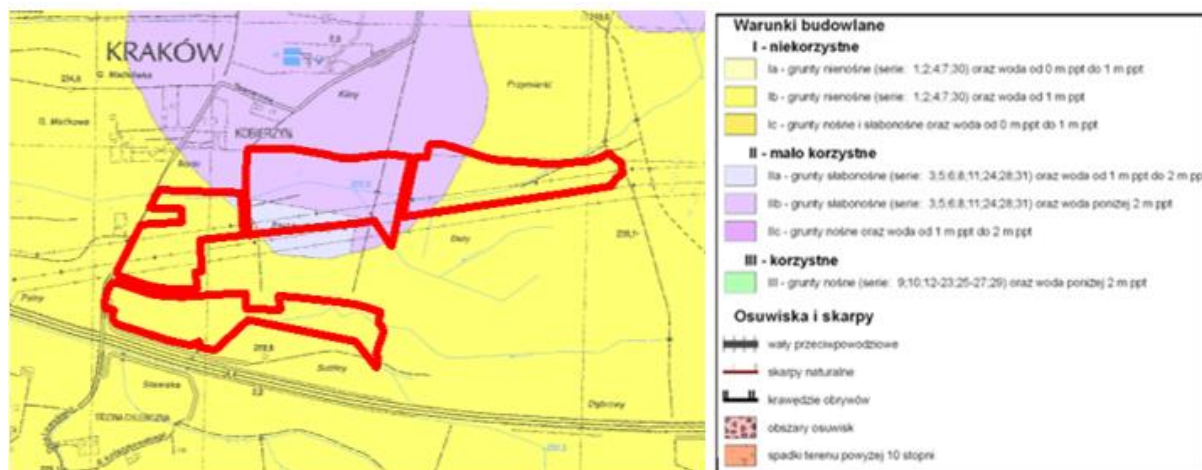 KRAKÓW
Przymiarki
Kliny
KOBIERZYN
Baty
Palny
Sudziny
Sławska
Dąbrowy
Warunki budowlane
I - niekorzystne
Ia - grunty nienośne (serie: 1;2;4;7;30) oraz woda od 0 m ppt do 1 m ppt
Ib - grunty nienośne (serie: 1;2;4;7;30) oraz woda od 1 m ppt
Ic - grunty nośne i słabonośne oraz woda od 0 m ppt do 1 m ppt
II - mało korzystne
IIa - grunty słabonośne (serie: 3;5;6;8;11;24;28;31) oraz woda od 1 m ppt do 2 m ppt
IIb - grunty słabonośne (serie: 3;5;6;8;11;24;28;31) oraz woda poniżej 2 m ppt
IIc - grunty nośne oraz woda od 1 m ppt do 2 m ppt
III - korzystne
III - grunty nośne (serie: 9;10;12-23;25-27;29) oraz woda poniżej 2 m ppt
Osuwiska i skarpy
wały przeciwpowodziowe
skarpy naturalne
krawędzie obrywów
obszary osuwisk
spadki terenu powyżej 10 stopni